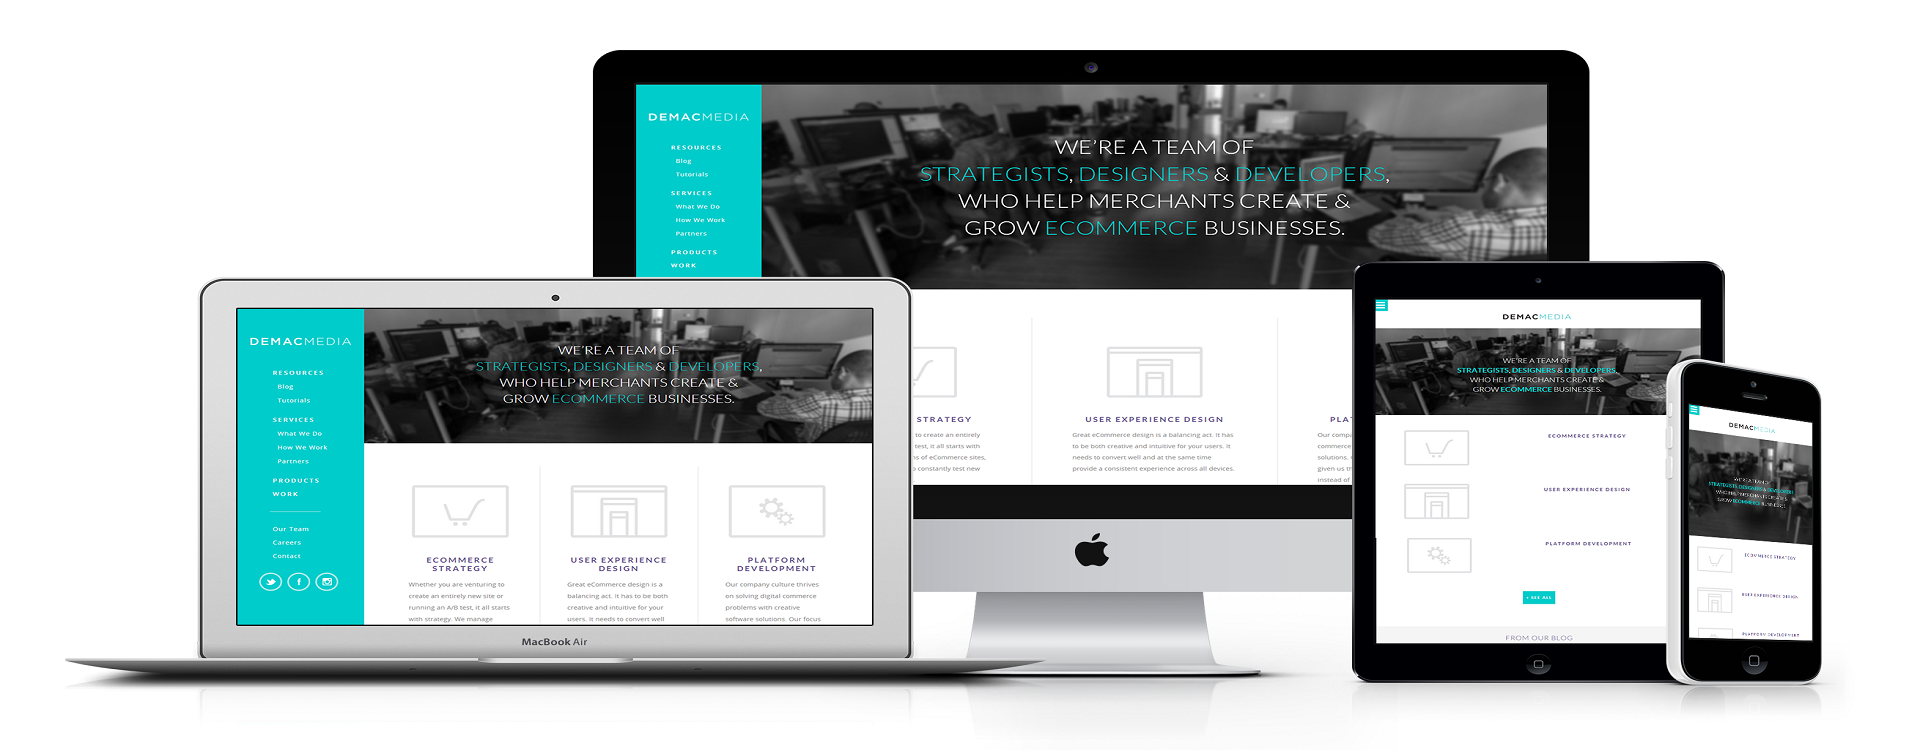 DEMACMEDIA
RESOURCES
Blog
Tutorials
SERVICES
What We Do
How We Work
Partners
PRODUCTS
WORK
WE'RE A TEAM OF
STRATEGISTS, DESIGNERS & DEVELOPERS,
WHO HELP MERCHANTS CREATE &
GROW ECOMMERCE BUSINESSES.
STRATEGY
to create an entirely
test, it all starts with
ns of eCommerce sites,
o constantly test new
USER EXPERIENCE DESIGN
Great eCommerce design is a balancing act. It has
to be both creative and intuitive for your users. It
needs to convert well and at the same time
provide a consistent experience across all devices.
PLA
Our compa
commerce
solutions.
given us th
instead of
DEMACMEDIA
RESOURCES
Blog
Tutorials
SERVICES
What We Do
How We Work
Partners
PRODUCTS
WORK
Our Team
Careers
Contact
WE'RE A TEAM OF
STRATEGISTS, DESIGNERS & DEVELOPERS,
WHO HELP MERCHANTS CREATE &
GROW ECOMMERCE BUSINESSES.
ECOMMERCE
STRATEGY
Whether you are venturing to
create an entirely new site or
running an A/B test, it all starts
with strategy. We manage
USER EXPERIENCE
DESIGN
Great eCommerce design is a
balancing act. It has to be both
creative and intuitive for your
users. It needs to convert well
PLATFORM
DEVELOPMENT
Our company culture thrives
on solving digital commerce
problems with creative
software solutions. Our focus
MacBook Air
DEMACMEDIA
WE'RE A TEAM OF
STRATEGISTS, DESIGNERS & DEVELOPERS,
WHO HELP MERCHANTS CREATE &
GROW ECOMMERCE BUSINESSES.
ECOMMERCE STRATEGY
USER EXPERIENCE DESIGN
PLATFORM DEVELOPMENT
SEE ALL
FROM OUR BLOG
DEMACMEDIA
WE'RE A TEAM OF
STRATEGISTS, DESIGNERS & DEVELOPERS
WHO HELP MERCHANTS CREATE &
GROW ECOMMERCE BUSINESSES.
ECOMMERCE STRATEGY
USER EXPERIENCE DESIGN
PLATFORM DEVELOPMENT